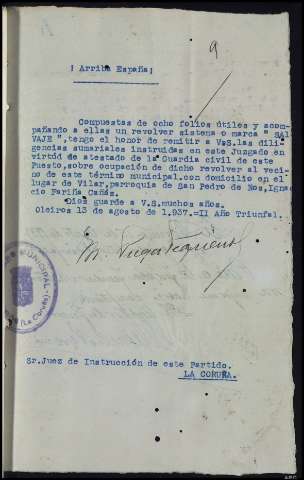 9
¡ Arriba España;
Compuestas de ocho folios útiles y acom-
pañando a ellas un revolver sistema o marca " SAL-
VAJE ",tengo el honor de remitir a V.S.las dili-
gencias sumariales instruidas en este Juzgado en
virtúd de atestado de la Guardia civil de este
Puesto,sobre ocupación de dicho revolver al veci-
no de este término municipal.con domicilio en el
lugar de Vilar,parroquia de San Pedro de Nos,Igna-
cio Fariña Cañás.
Dios guarde a V.S.muchos años.
Oleiros 13 de agosto de 1.937.-II Año Triunfal.
MUNICIPAL
Sr.Juez de Instrucción de este Partido.
LA CORUÑA.